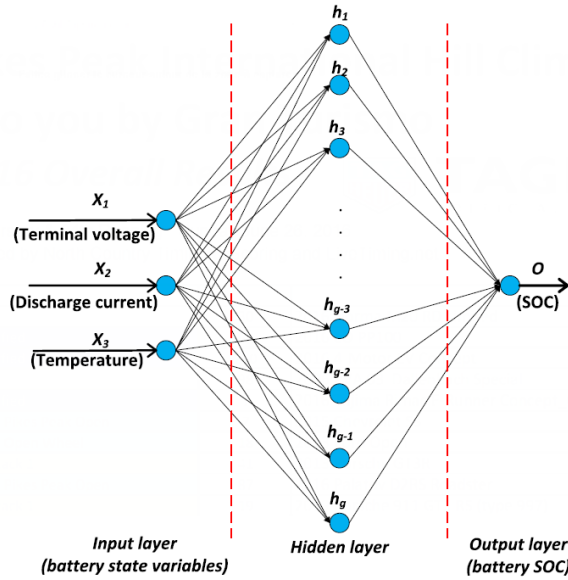 h1
h2
h3
X1
(Terminal voltage)
X2
(Discharge current)
X3
(Temperature)
O
(SOC)
hg-3
hg-2
hg-1
hg
Input layer
(battery state variables)
Hidden layer
Output layer
(battery SOC)